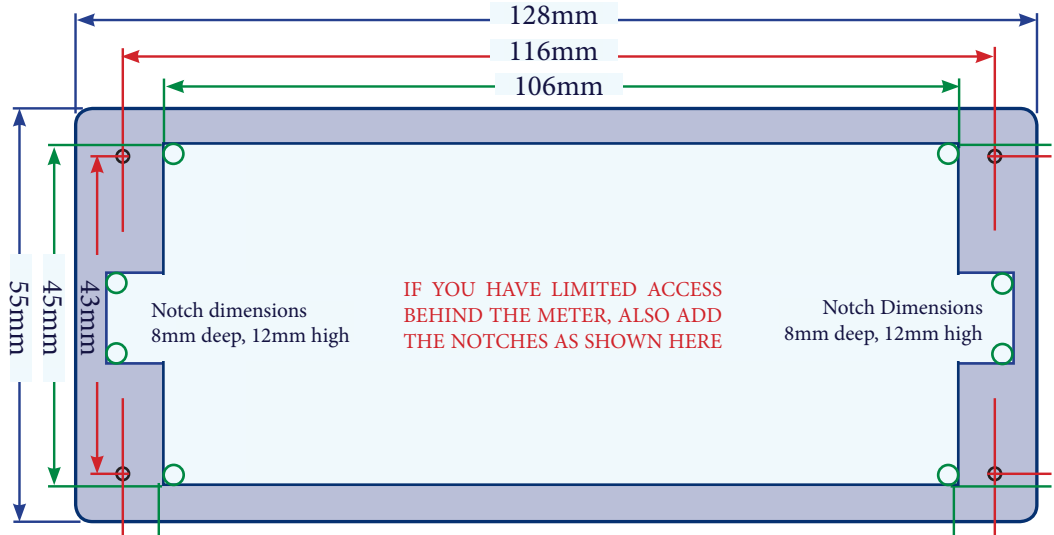 128mm
116mm
106mm
55mm
45mm
43mm
Notch dimensions
8mm deep, 12mm high
IF YOU HAVE LIMITED ACCESS
BEHIND THE METER, ALSO ADD
THE NOTCHES AS SHOWN HERE
Notch Dimensions
8mm deep, 12mm high